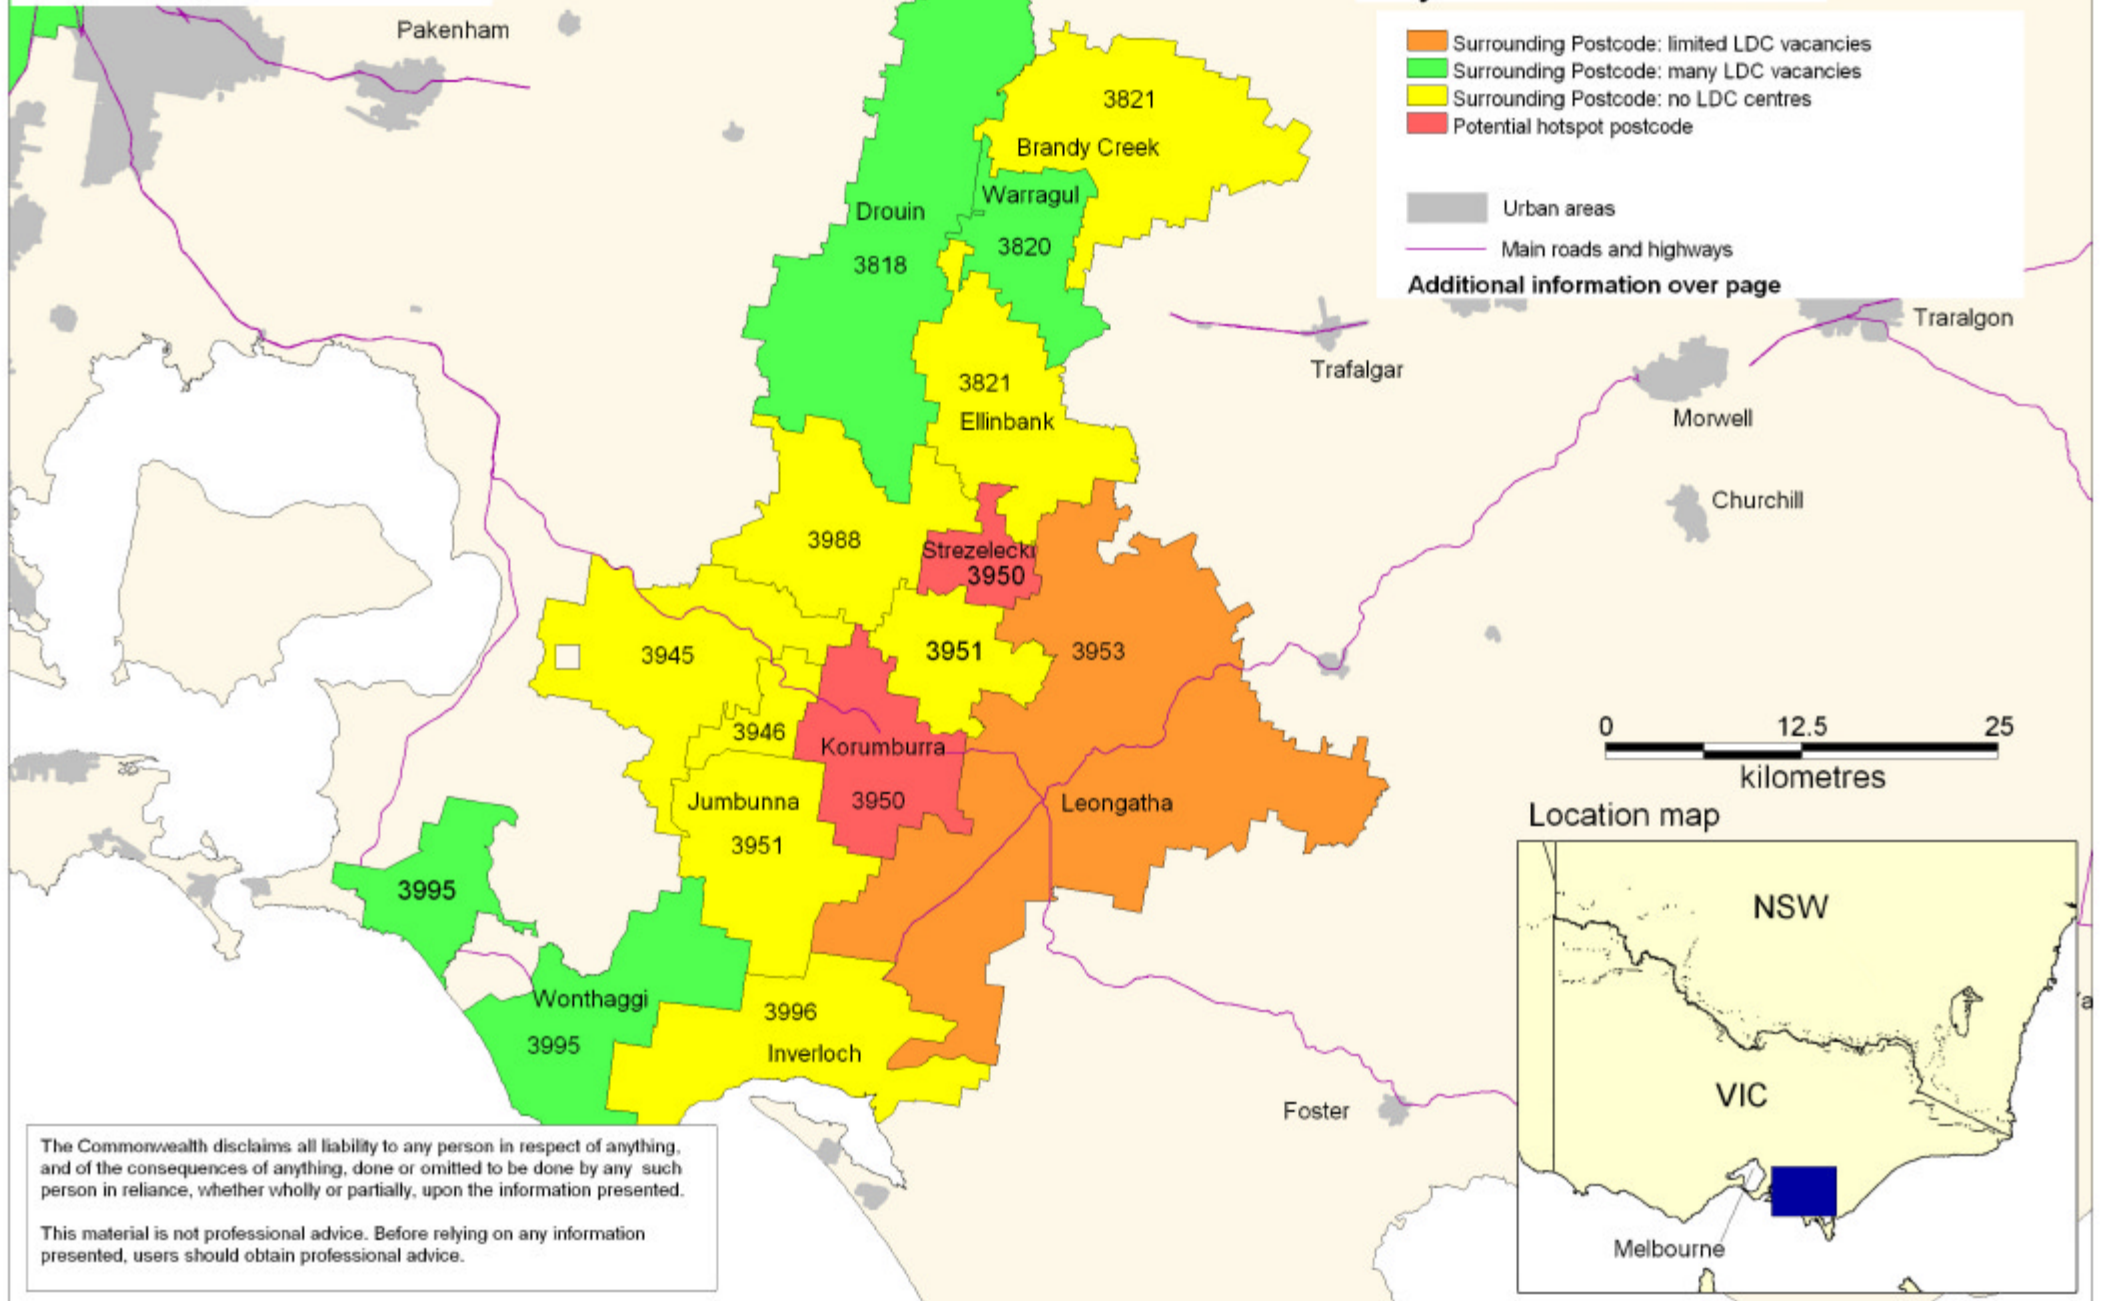 Pakenham
Surrounding Postcode: limited LDC vacancies
Surrounding Postcode: many LDC vacancies
Surrounding Postcode: no LDC centres
Potential hotspot postcode
Urban areas
Main roads and highways
Additional information over page
3821
Brandy Creek
Warragul
3820
Drouin
3818
Traralgon
Trafalgar
3821
Ellinbank
Morwell
Churchill
3988
Strezelecki
3950
3945
3951
3953
3946
Korumburra
3950
Jumbunna
3951
Leongatha
0 12.5 25
kilometres
Location map
3995
Wonthaggi
3995
3996
Inverloch
Foster
NSW
VIC
Melbourne
The Commonwealth disclaims all liability to any person in respect of anything,
and of the consequences of anything, done or omitted to be done by any such
person in reliance, whether wholly or partially, upon the information presented.
This material is not professional advice. Before relying on any information
presented, users should obtain professional advice.